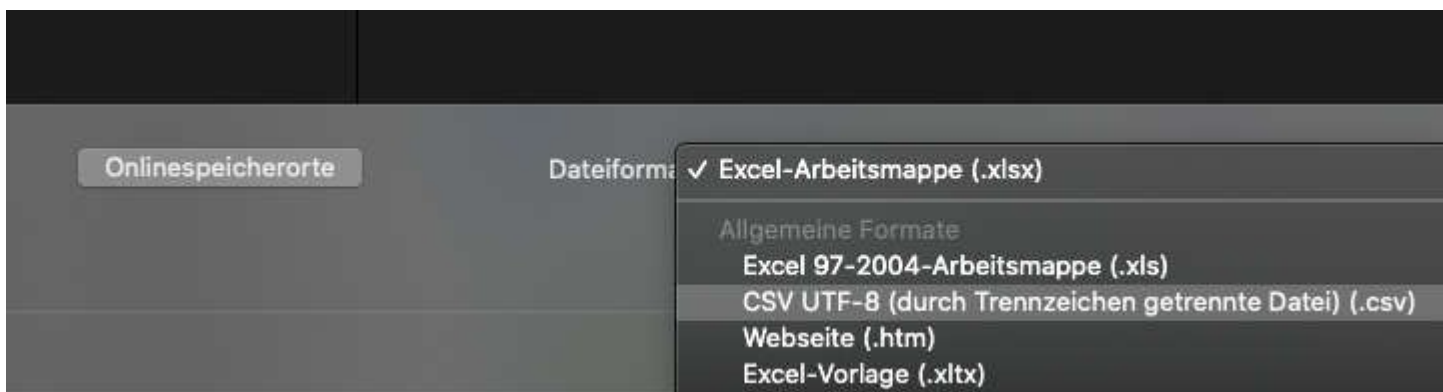 Onlinespeicherorte
Dateiforma ✓ Excel-Arbeitsmappe (.xlsx)
Allgemeine Formate
Excel 97-2004-Arbeitsmappe (.xls)
CSV UTF-8 (durch Trennzeichen getrennte Datei) (.csv)
Webseite (.htm)
Excel-Vorlage (.xltx)